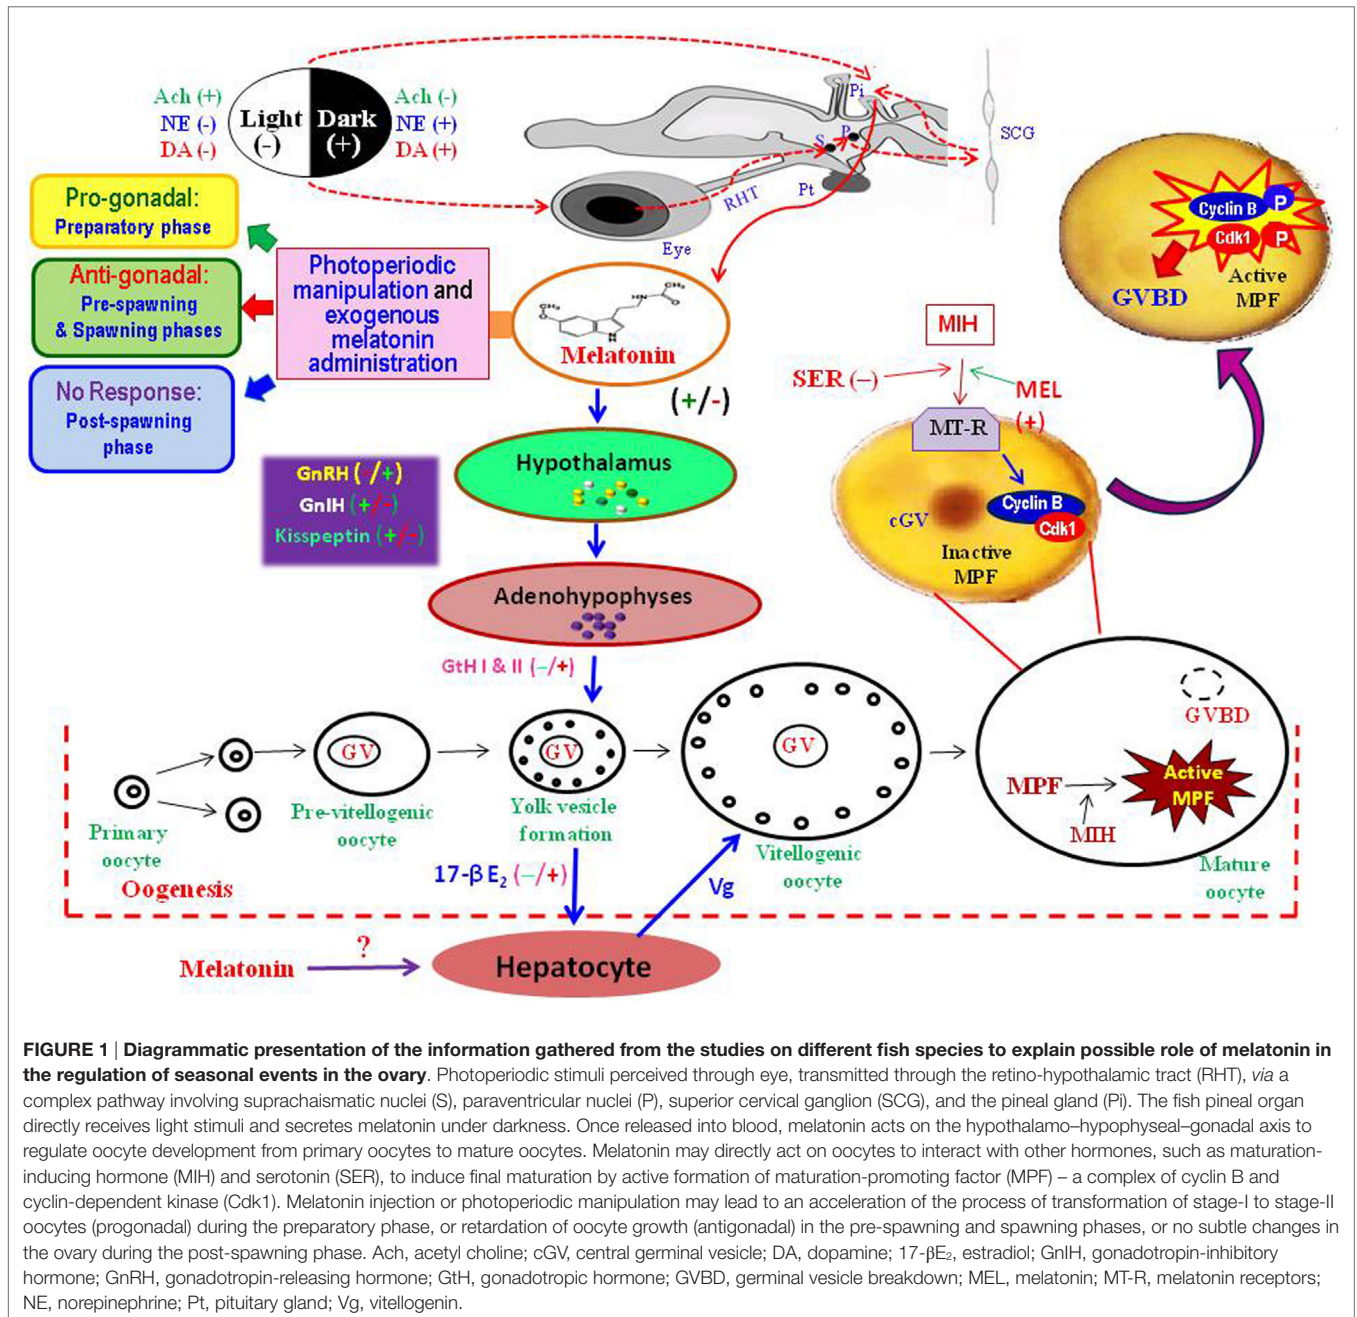 Ach (+)
NE (-)
DA (-)
Light
(-)
Dark
(+)
Ach (-)
NE (+)
DA (+)
Pi
S
P
SCG
RHT
Pt
Eye
Pro-gonadal:
Preparatory phase
Anti-gonadal:
Pre-spawning
& Spawning phases
No Response:
Post-spawning
phase
Photoperiodic
manipulation and
exogenous
melatonin
administration
CH₃
O
HN
CH₃
O
N
H
Melatonin
(+/-)
Hypothalamus
GnRH (-/+)
GnIH (+/-)
Kisspeptin (+/-)
Adenohypophyses
GtH I & II (–/+)
Cyclin B
P
Cdk1
P
GVBD
Active
MPF
MIH
SER (–)
MEL
(+)
MT-R
Cyclin B
Cdk1
cGV
Inactive
MPF
GV
GV
GV
GVBD
MPF
Active
MPF
MIH
Primary
oocyte
Pre-vitellogenic
oocyte
Yolk vesicle
formation
Vitellogenic
oocyte
Mature
oocyte
Oogenesis
17-β E₂ (–/+)
Vg
Melatonin
?
Hepatocyte
FIGURE 1 | Diagrammatic presentation of the information gathered from the studies on different fish species to explain possible role of melatonin in
the regulation of seasonal events in the ovary. Photoperiodic stimuli perceived through eye, transmitted through the retino-hypothalamic tract (RHT), via a
complex pathway involving suprachaismatic nuclei (S), paraventricular nuclei (P), superior cervical ganglion (SCG), and the pineal gland (Pi). The fish pineal organ
directly receives light stimuli and secretes melatonin under darkness. Once released into blood, melatonin acts on the hypothalamo–hypophyseal–gonadal axis to
regulate oocyte development from primary oocytes to mature oocytes. Melatonin may directly act on oocytes to interact with other hormones, such as maturation-
inducing hormone (MIH) and serotonin (SER), to induce final maturation by active formation of maturation-promoting factor (MPF) – a complex of cyclin B and
cyclin-dependent kinase (Cdk1). Melatonin injection or photoperiodic manipulation may lead to an acceleration of the process of transformation of stage-I to stage-II
oocytes (progonadal) during the preparatory phase, or retardation of oocyte growth (antigonadal) in the pre-spawning and spawning phases, or no subtle changes in
the ovary during the post-spawning phase. Ach, acetyl choline; cGV, central germinal vesicle; DA, dopamine; 17-βE₂, estradiol; GnIH, gonadotropin-inhibitory
hormone; GnRH, gonadotropin-releasing hormone; GtH, gonadotropic hormone; GVBD, germinal vesicle breakdown; MEL, melatonin; MT-R, melatonin receptors;
NE, norepinephrine; Pt, pituitary gland; Vg, vitellogenin.